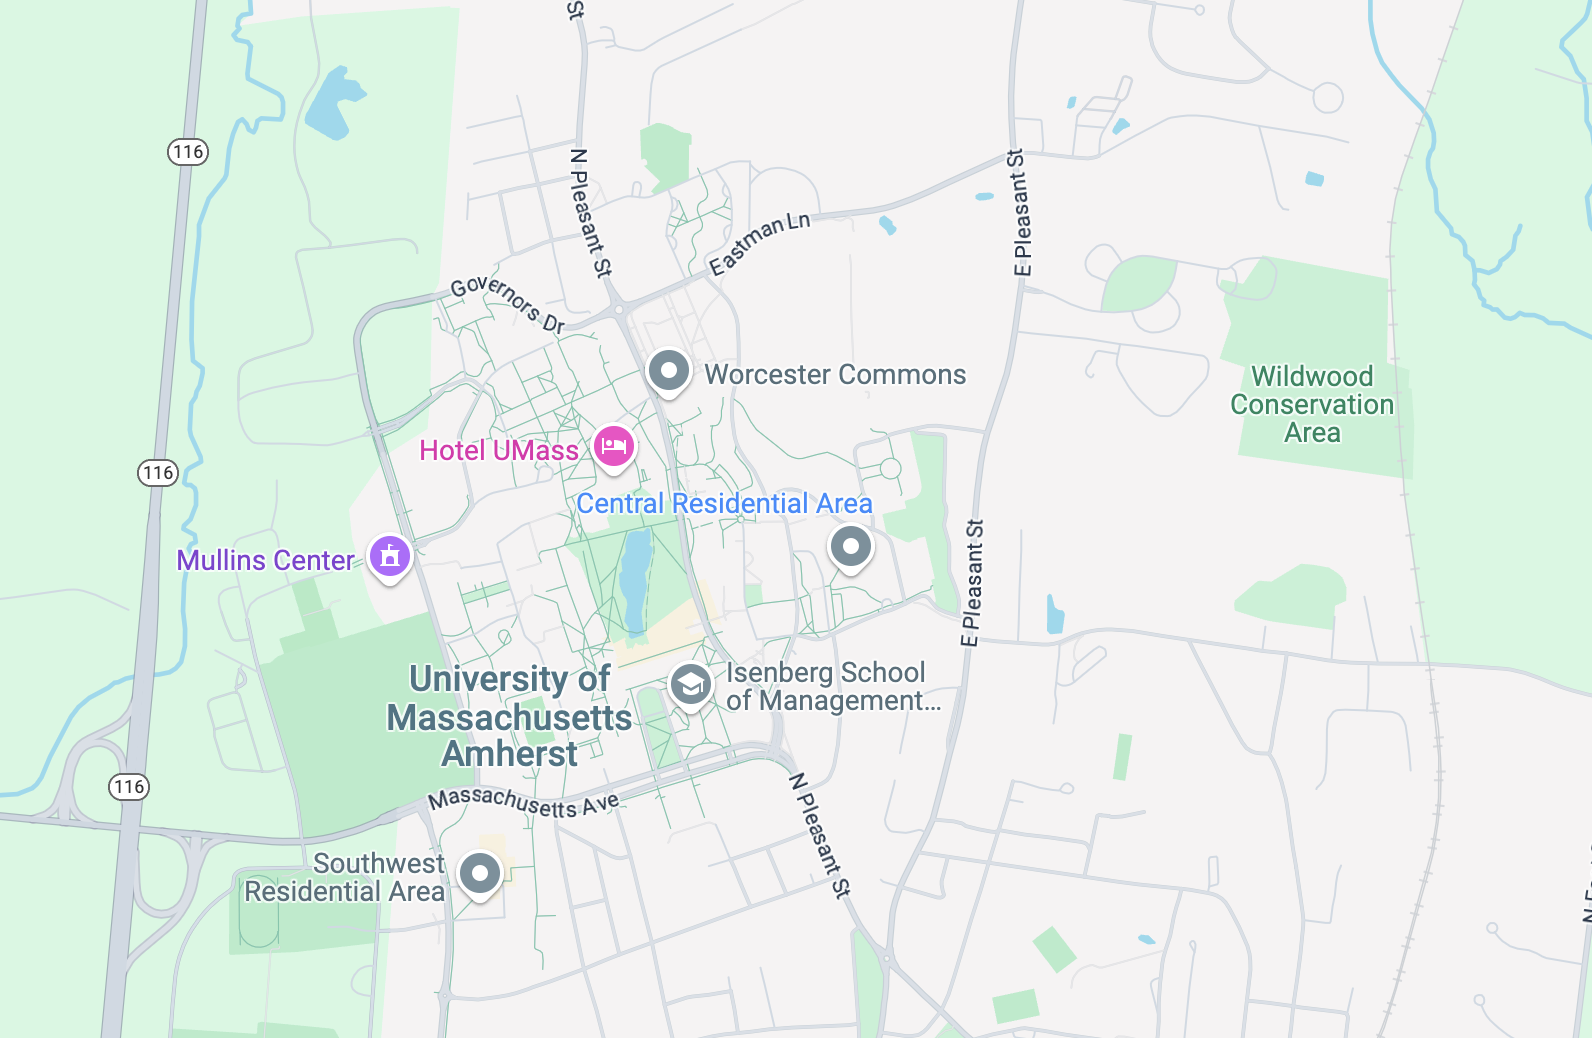 St
116
N Pleasant St
E Pleasant St
Eastman Ln
Governors Dr
Worcester Commons
Wildwood
Conservation
Area
Hotel UMass
116
Central Residential Area
Mullins Center
E Pleasant St
University of
Massachusetts
Amherst
Isenberg School
of Management...
116
Massachusetts Ave
N Pleasant St
Southwest
Residential Area